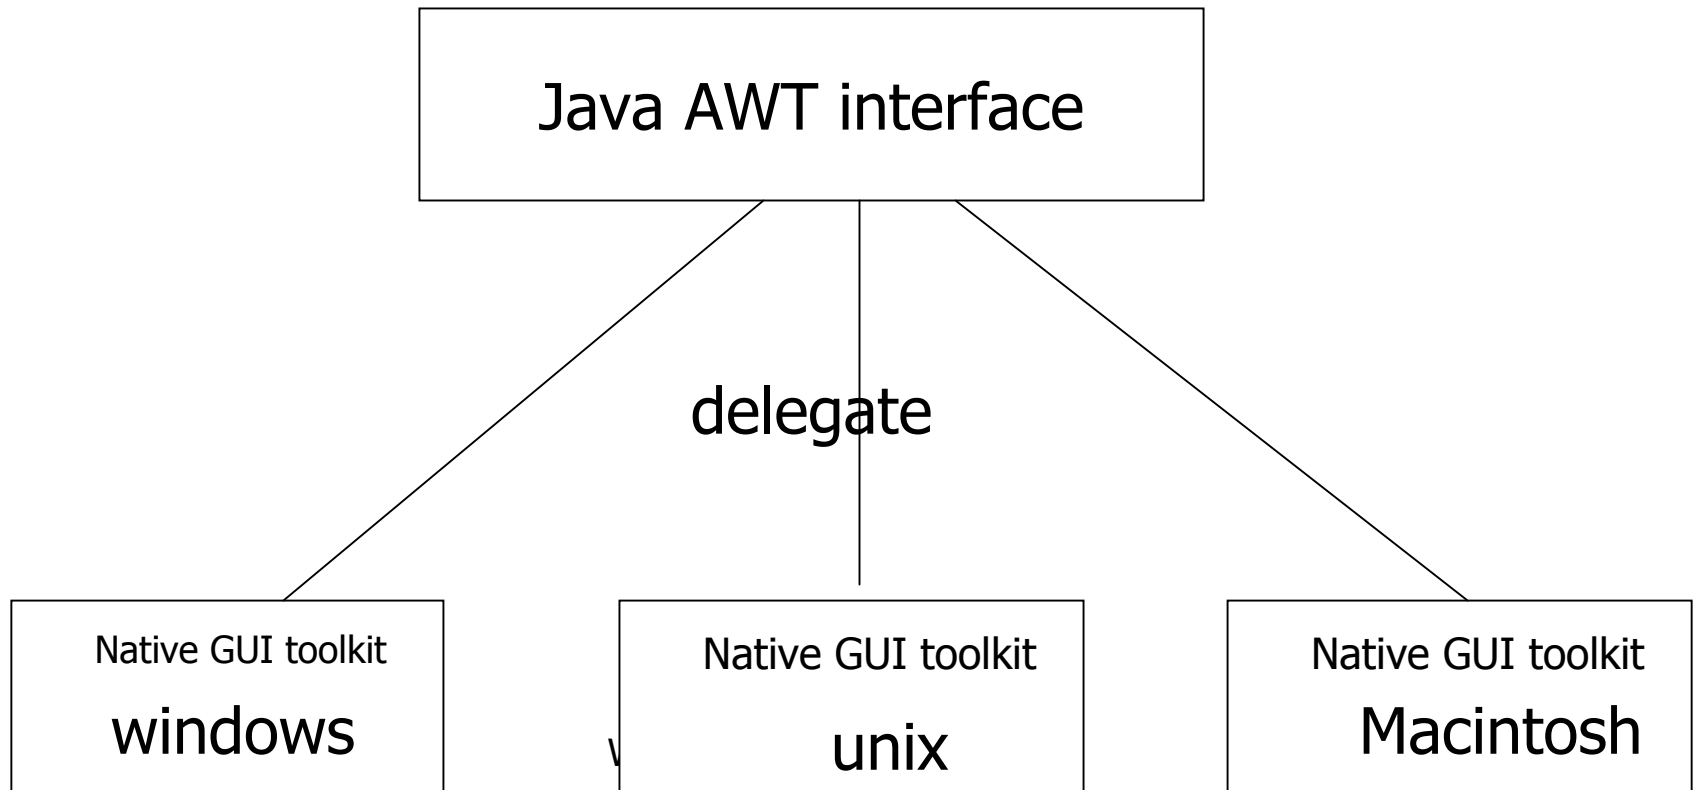 Java AWT interface
delegate
Native GUI toolkit
windows
Native GUI toolkit
unix
Native GUI toolkit
Macintosh